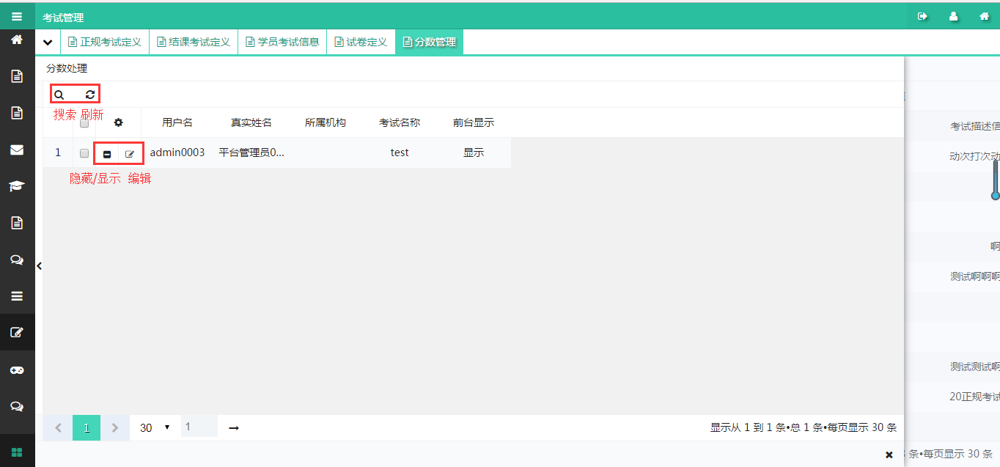 考试管理
正规考试定义 结课考试定义 学员考试信息 试卷定义 分数管理
分数处理
搜索 刷新
用户名 真实姓名 所属机构 考试名称 前台显示
考试描述信
1 admin0003 平台管理员0... test 显示
动次打次动
隐藏/显示 编辑
啊
测试啊啊啊
测试测试啊
20正规考试
1 30 1 显示从 1 到 1 条•总 1 条•每页显示 30 条
条•每页显示 30 条